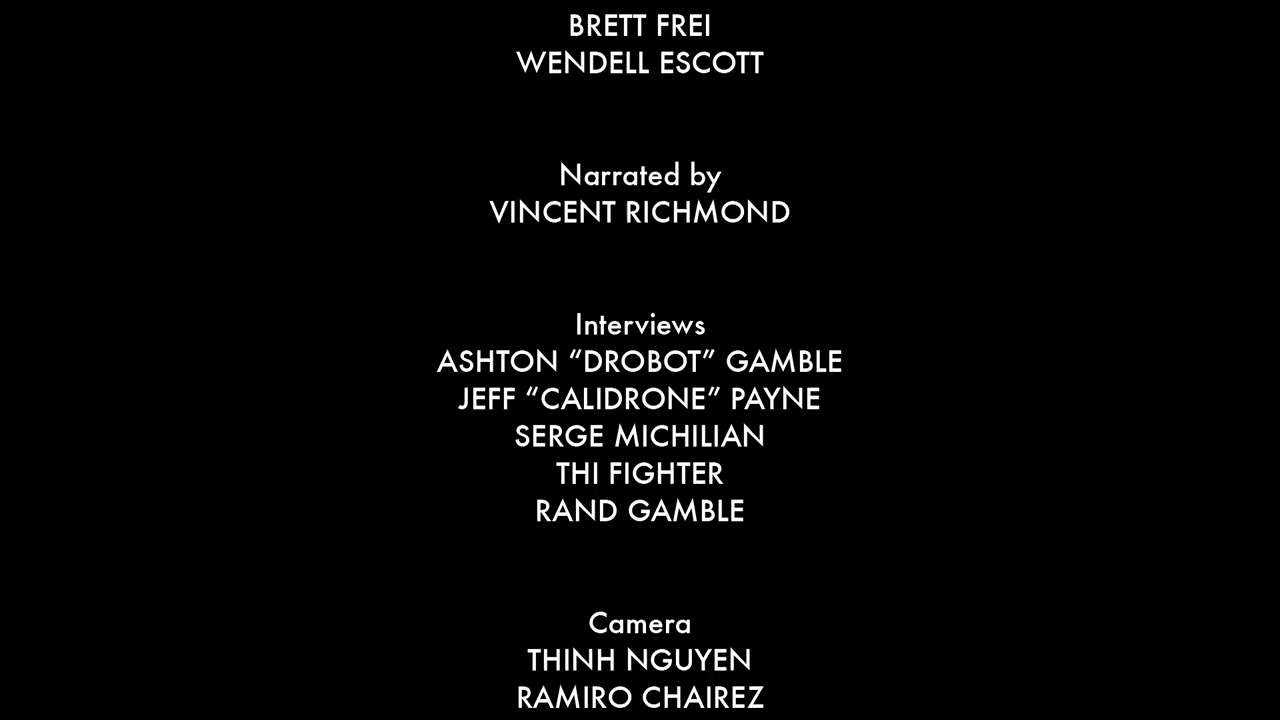 BRETT FREI
WENDELL ESCOTT
Narrated by
VINCENT RICHMOND
Interviews
ASHTON “DROBOT” GAMBLE
JEFF “CALIDRONE” PAYNE
SERGE MICHILIAN
THI FIGHTER
RAND GAMBLE
Camera
THINH NGUYEN
RAMIRO CHAIREZ